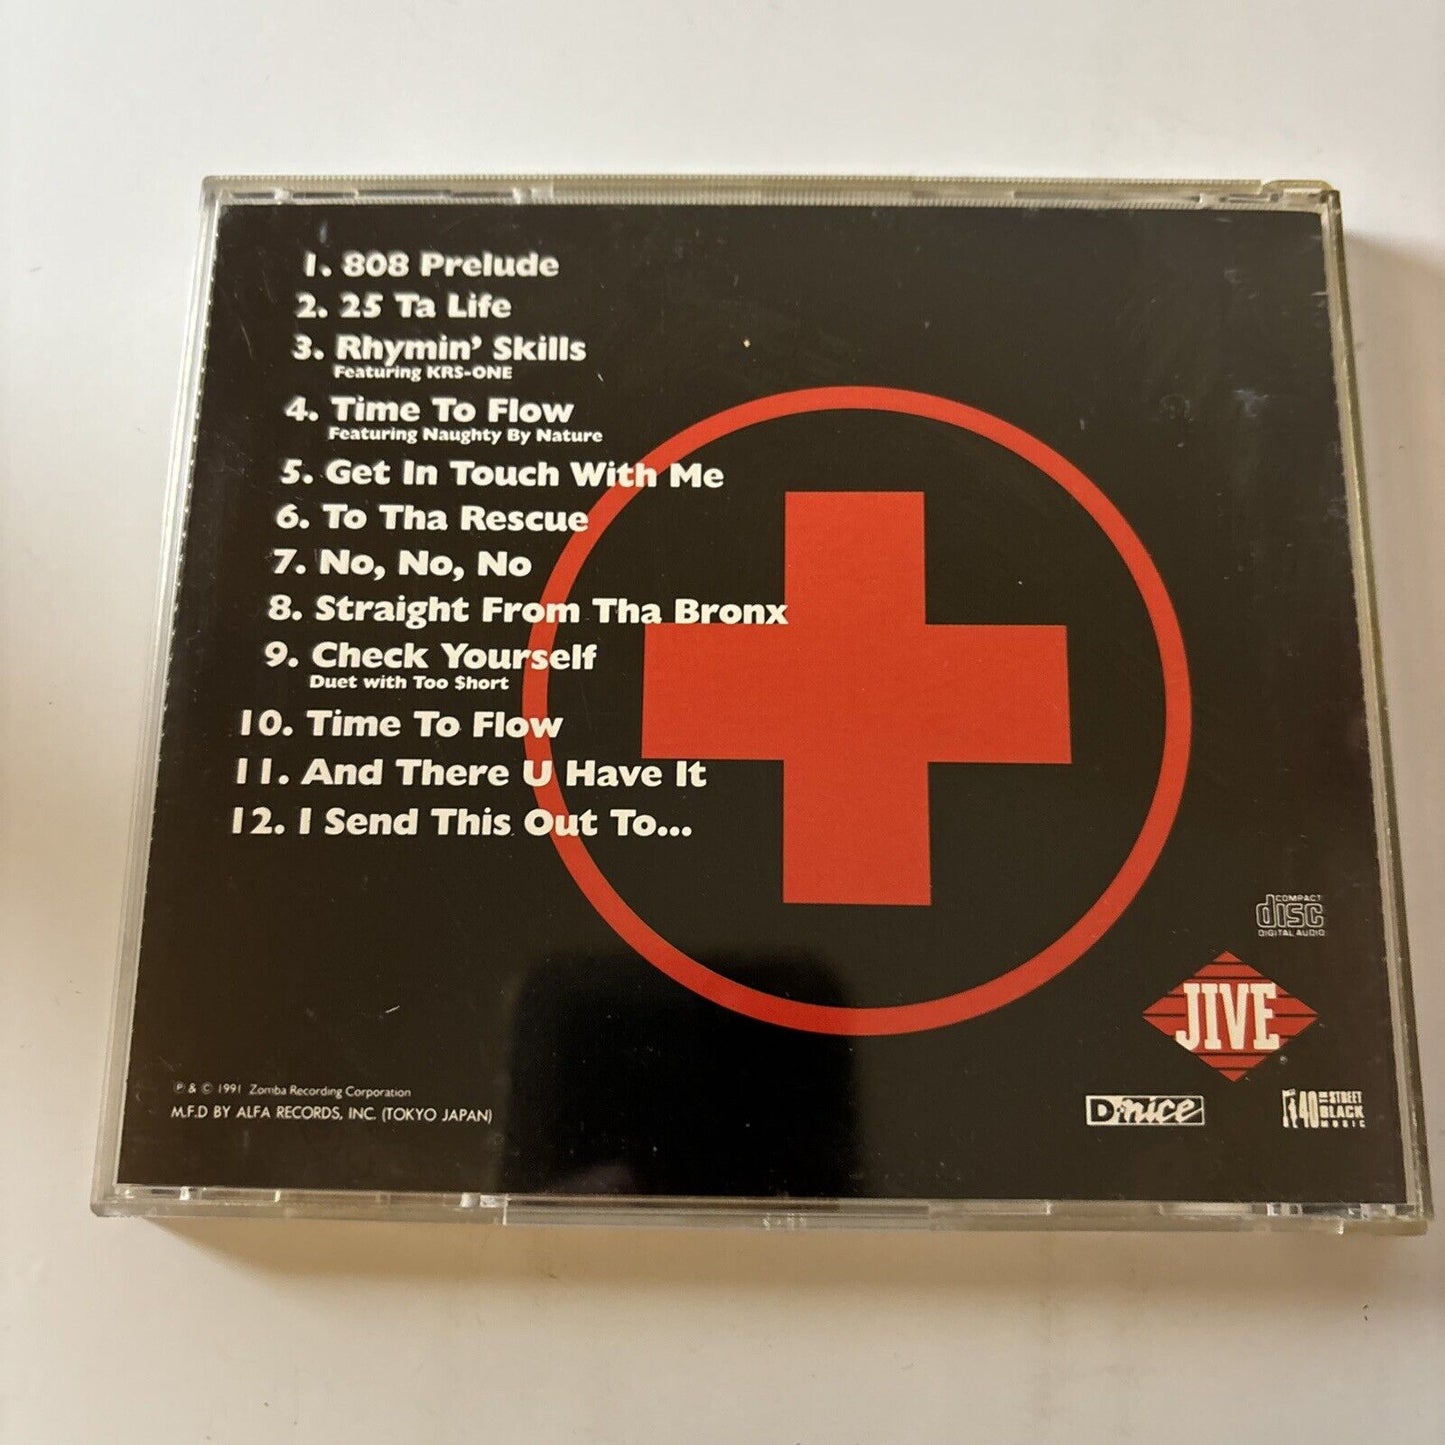 1. 808 Prelude
2. 25 Ta Life
3. Rhymin' Skills
Featuring KRS-ONE
4. Time To Flow
Featuring Naughty By Nature
5. Get In Touch With Me
6. To Tha Rescue
7. No, No, No
8. Straight From Tha Bronx
9. Check Yourself
Duet with Too $hort
10. Time To Flow
11. And There U Have It
12. I Send This Out To...
COMPACT
disc
DIGITAL AUDIO
JIVE
℗ & © 1991 Zomba Recording Corporation
M.F.D BY ALFA RECORDS, INC. (TOKYO JAPAN)
D-nice
40
STREET
BLACK
MUSIC